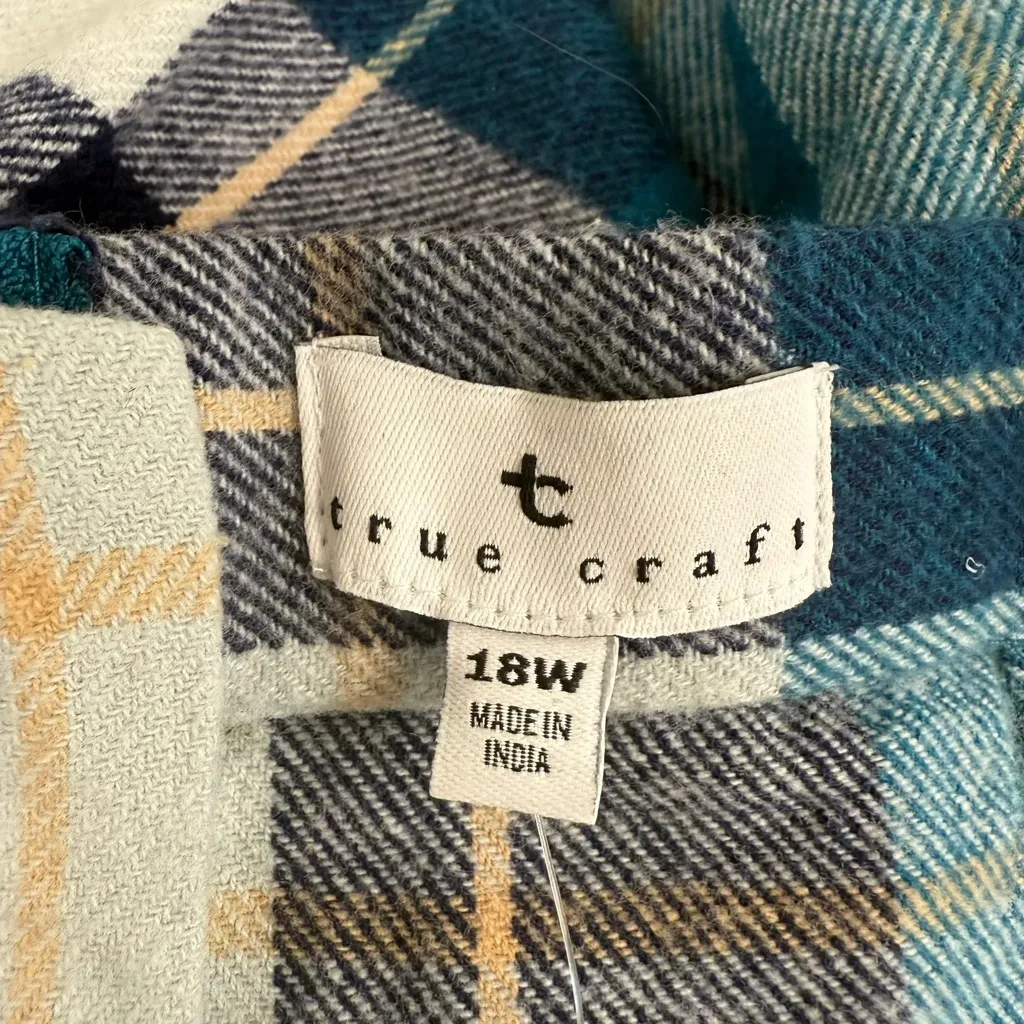 tc
true craft
18W
MADE IN
INDIA